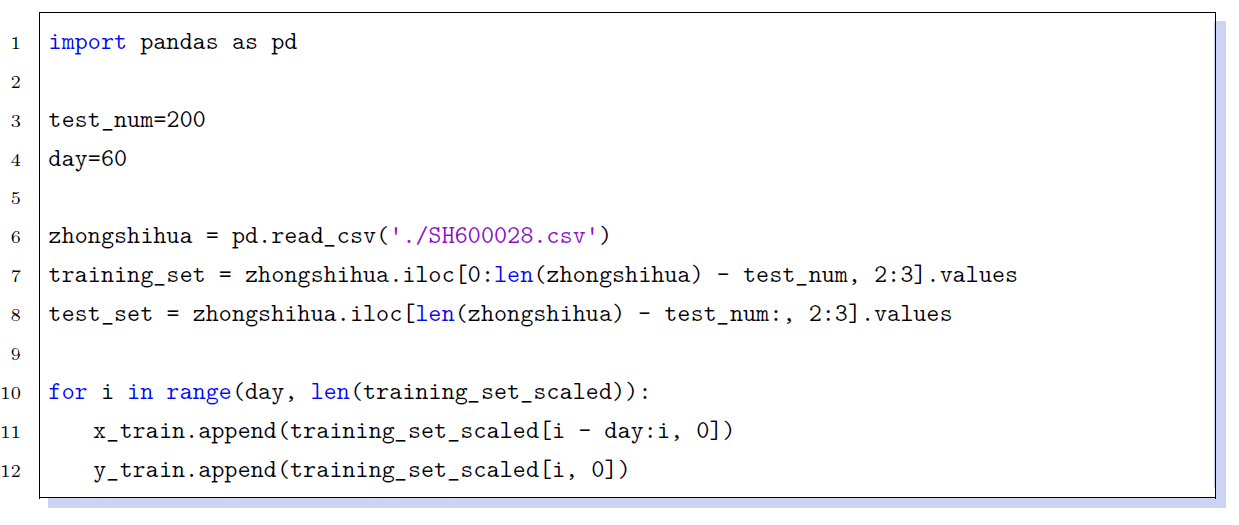 1 import pandas as pd
2
3 test_num=200
4 day=60
5
6 zhongshihua = pd.read_csv('./SH600028.csv')
7 training_set = zhongshihua.iloc[0:len(zhongshihua) - test_num, 2:3].values
8 test_set = zhongshihua.iloc[len(zhongshihua) - test_num:, 2:3].values
9
10 for i in range(day, len(training_set_scaled)):
11 x_train.append(training_set_scaled[i - day:i, 0])
12 y_train.append(training_set_scaled[i, 0])